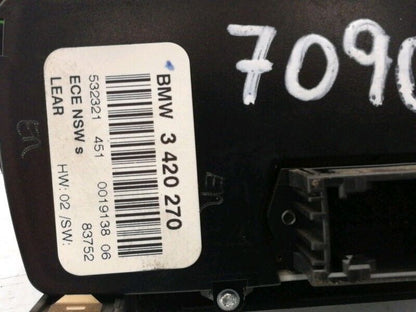 BMW 3 420 270
532321 451 0019138 06
ECE NSW s 83752
LEAR HW: 02 /SW:
7090